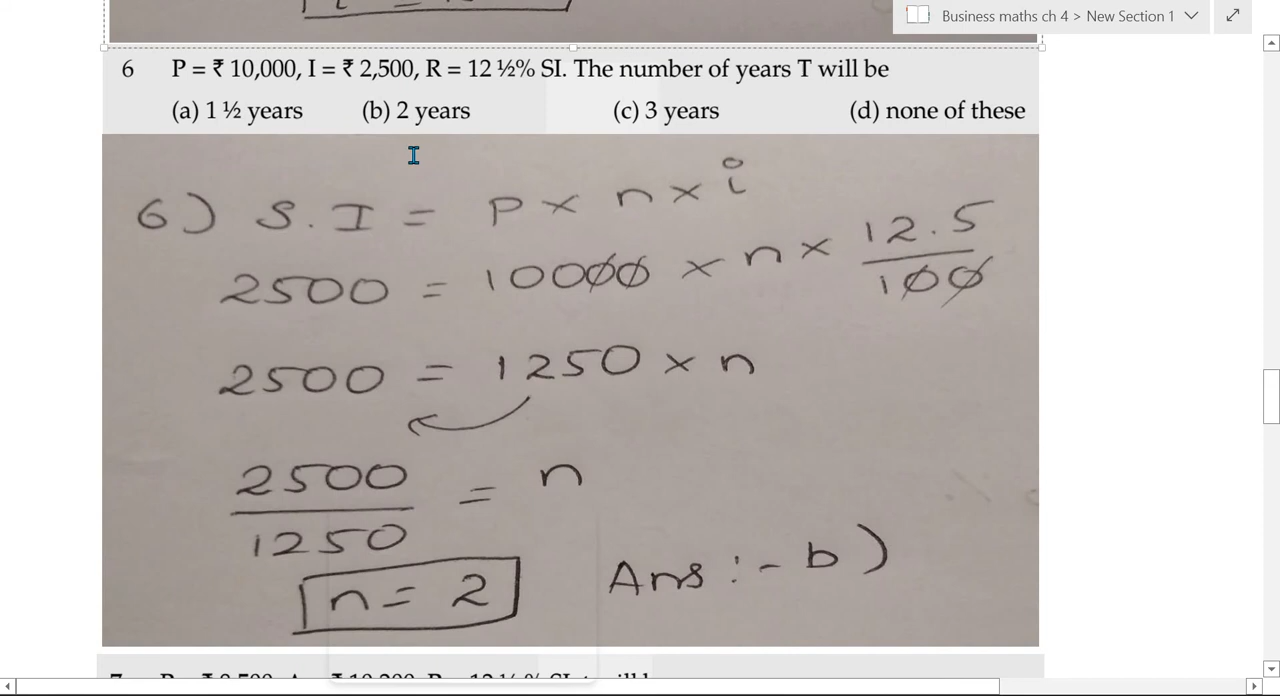 Business maths ch 4 > New Section 1
6 P = ₹ 10,000, I = ₹ 2,500, R = 12 ½% SI. The number of years T will be
(a) 1 ½ years (b) 2 years (c) 3 years (d) none of these
6) S.I = P × n × i
2500 = 10000 × n × 12.5/100
2500 = 1250 × n
2500/1250 = n
n = 2 Ans :- b)